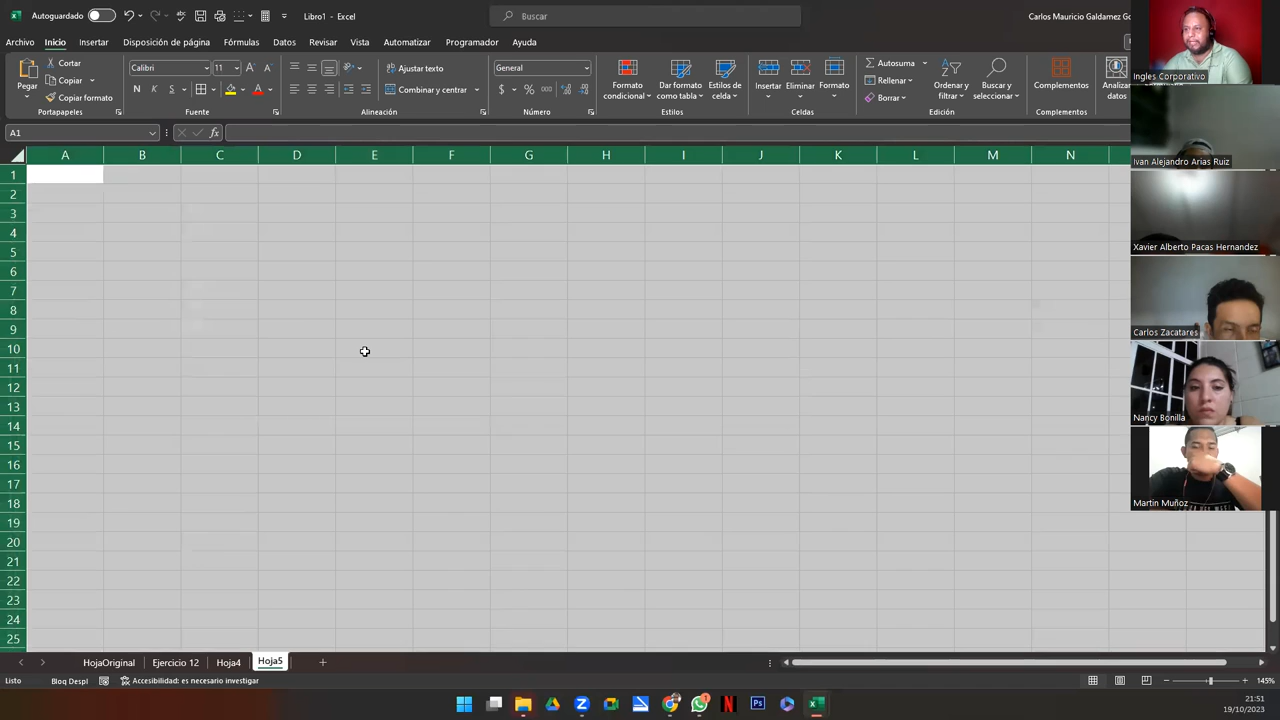 Autoguardado
Libro1 - Excel
Buscar
Carlos Mauricio Galdamez Go
Archivo Inicio Insertar Disposición de página Fórmulas Datos Revisar Vista Automatizar Programador Ayuda
Pegar
Cortar
Copiar
Copiar formato
Portapapeles
Calibri 11
N K S
Fuente
Ajustar texto
Combinar y centrar
Alineación
General
$ % 000
Número
Formato condicional
Dar formato como tabla
Estilos de celda
Estilos
Insertar Eliminar Formato
Celdas
Autosuma
Rellenar
Borrar
Ordenar y filtrar
Buscar y seleccionar
Edición
Complementos
Complementos
Analizar datos
A1
fx
A B C D E F G H I J K L M N
1
2
3
4
5
6
7
8
9
10
11
12
13
14
15
16
17
18
19
20
21
22
23
24
25
Ingles Corporativo
Ivan Alejandro Arias Ruiz
Xavier Alberto Pacas Hernandez
Carlos Zacatares
Nancy Bonilla
Martin Muñoz
HojaOriginal Ejercicio 12 Hoja4 Hoja5
Listo Bloq Despl Accesibilidad: es necesario investigar
145%
21:51
19/10/2023